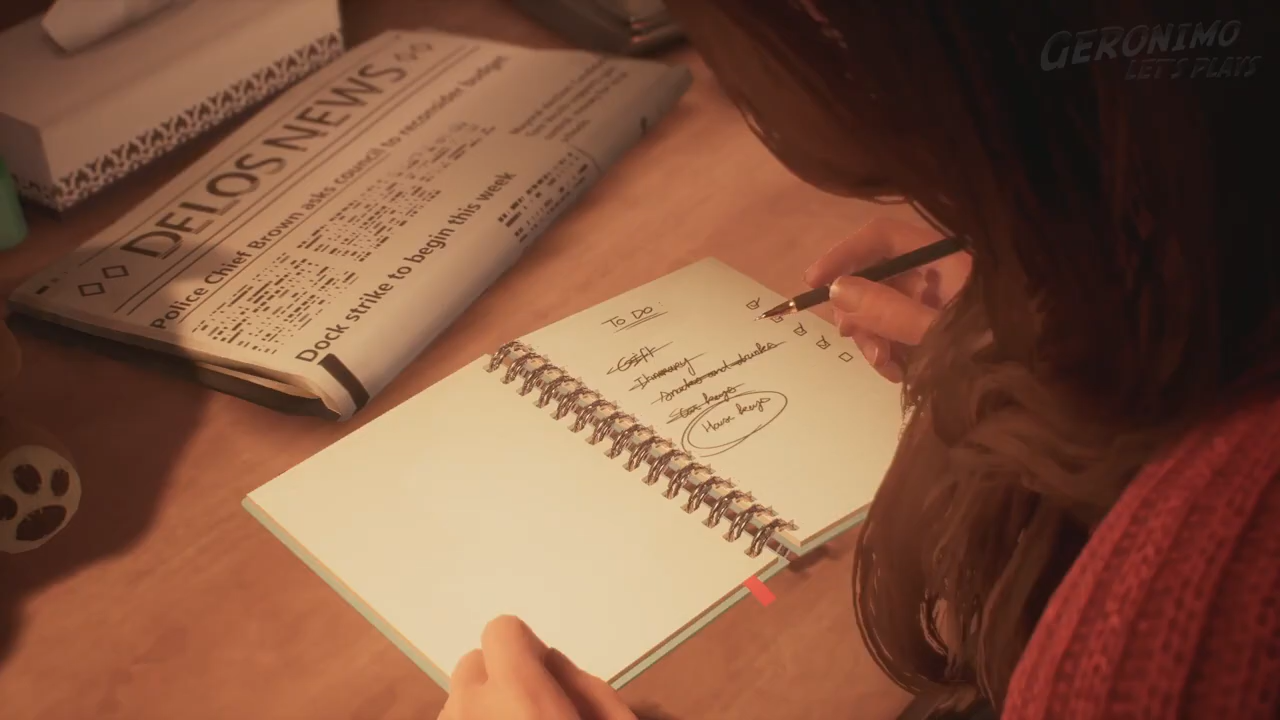 GERONIMO
LET'S PLAYS
DELOS NEWS
Police Chief Brown asks council to reconsider budget
Dock strike to begin this week
TO DO
Gift
Itinerary
Snacks and drinks
Car keys
House keys